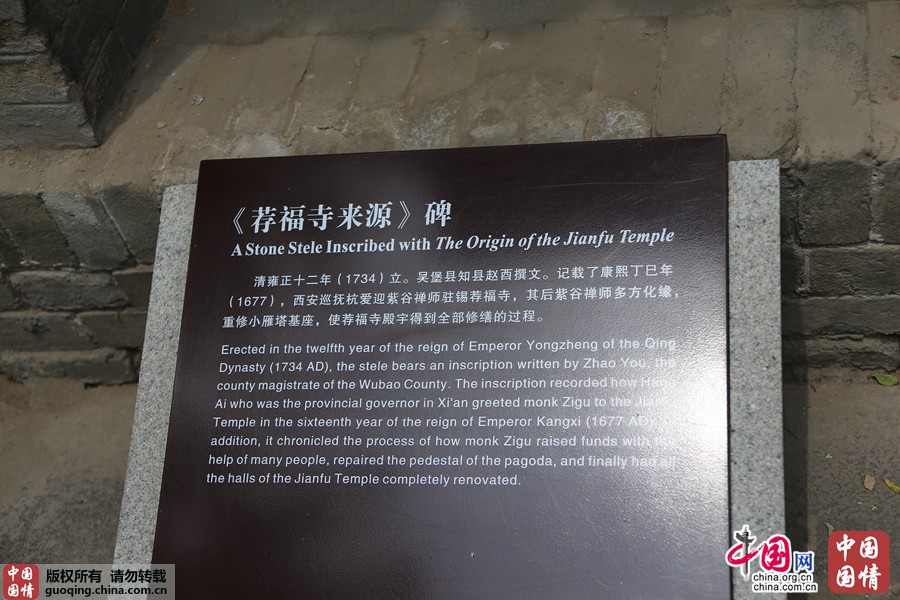 《荐福寺来源》碑
A Stone Stele Inscribed with The Origin of the Jianfu Temple
清雍正十二年（1734）立。吴堡县知县赵酉撰文。记载了康熙丁巳年
（1677），西安巡抚杭爱迎紫谷禅师驻锡荐福寺，其后紫谷禅师多方化缘，
重修小雁塔基座，使荐福寺殿宇得到全部修缮的过程。
Erected in the twelfth year of the reign of Emperor Yongzheng of the Qing
Dynasty (1734 AD), the stele bears an inscription written by Zhao You, the
county magistrate of the Wubao County. The inscription recorded how
Ai who was the provincial governor in Xi'an greeted monk Zigu to the
Temple in the sixteenth year of the reign of Emperor Kangxi (1677 AD).
addition, it chronicled the process of how monk Zigu raised funds with the
help of many people, repaired the pedestal of the pagoda, and finally had all
the halls of the Jianfu Temple completely renovated.
中国
国情
版权所有 请勿转载
guoqing.china.com.cn
中国网
china.org.cn
china.com.cn
中国
国情